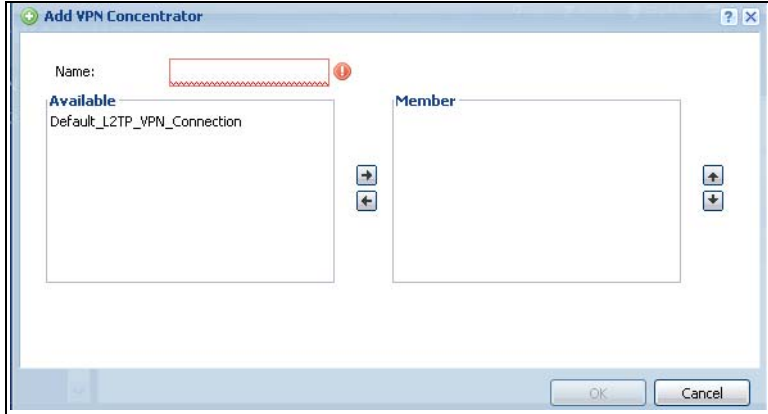 Add VPN Concentrator
?
Name:
!
Available
Member
Default_L2TP_VPN_Connection
OK
Cancel